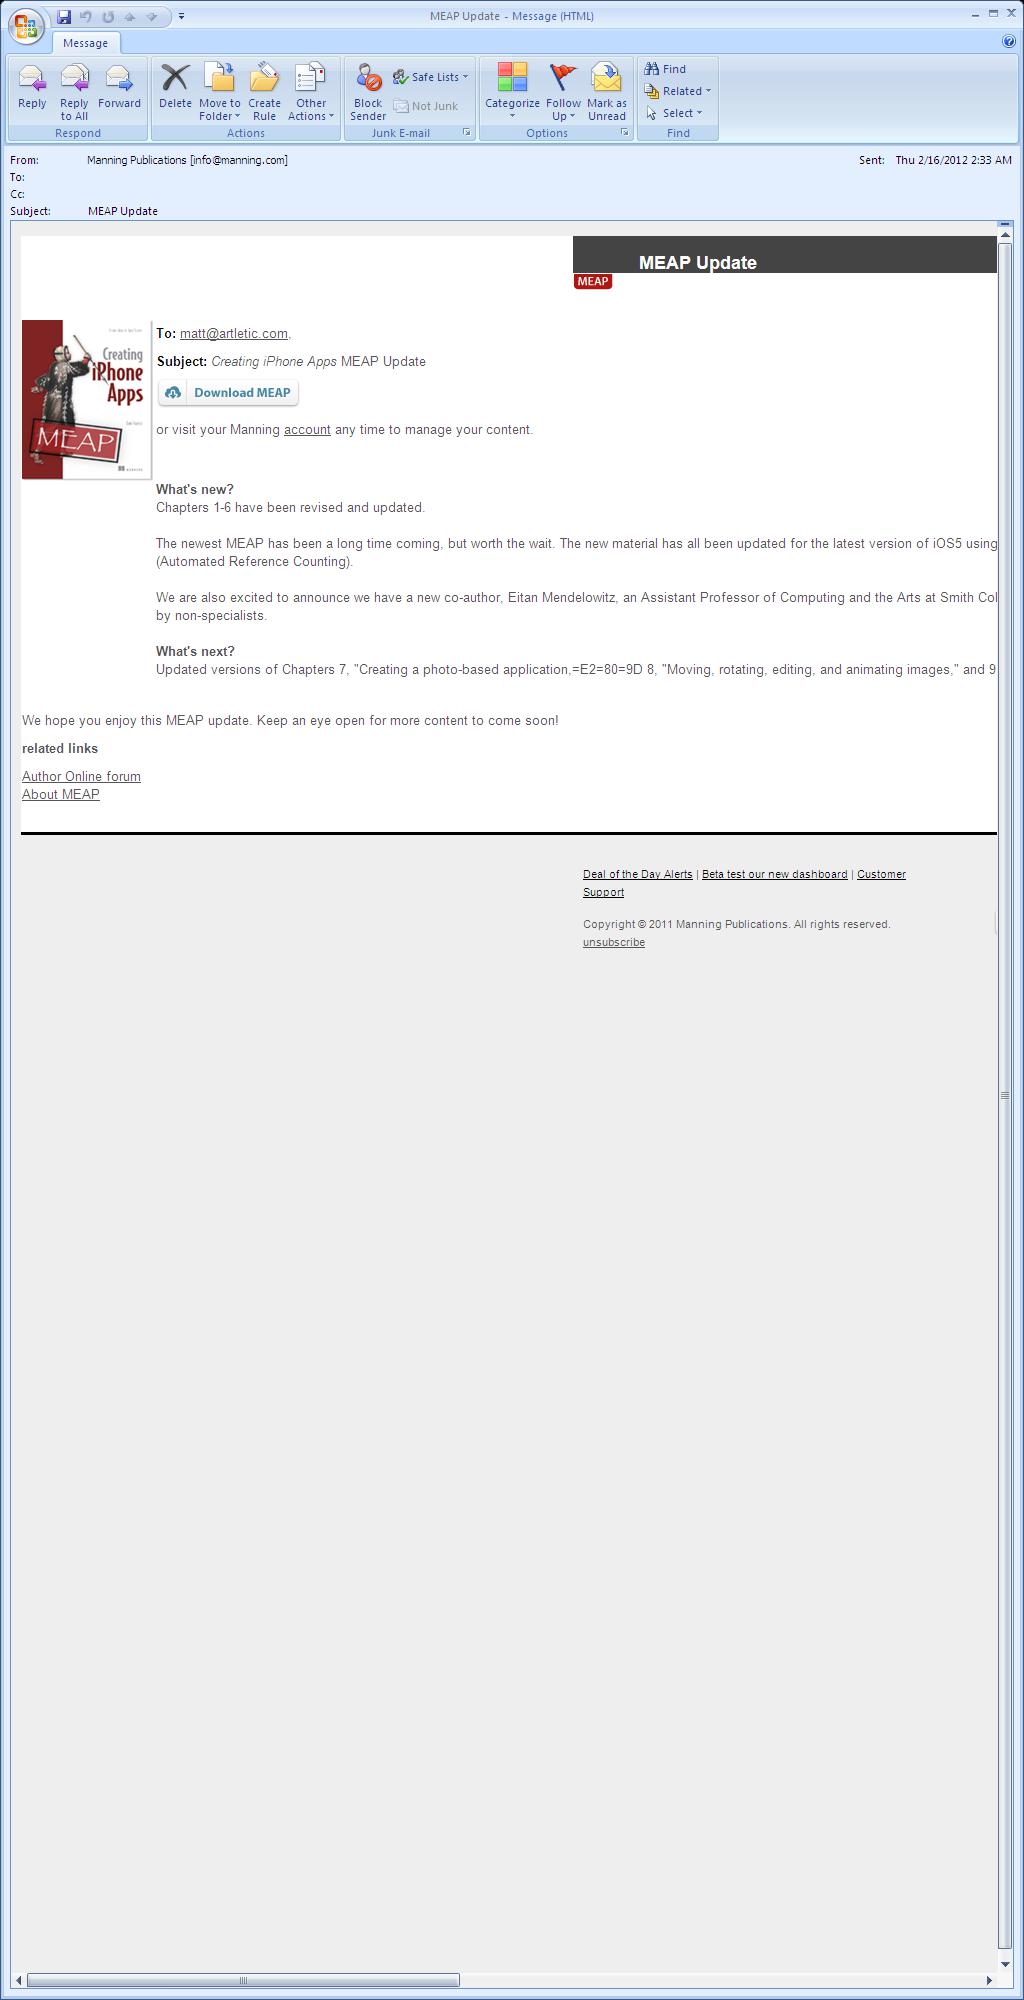 MEAP Update - Message (HTML)
Message
Reply
Reply to All
Forward
Respond
Delete
Move to Folder
Create Rule
Other Actions
Actions
Block Sender
Safe Lists
Not Junk
Junk E-mail
Categorize
Follow Up
Mark as Unread
Options
Find
Related
Select
Find
From: Manning Publications [info@manning.com] Sent: Thu 2/16/2012 2:33 AM
To:
Cc:
Subject: MEAP Update
MEAP Update
MEAP
Creating
iPhone
Apps
MEAP
MANNING
To: matt@artletic.com,
Subject: Creating iPhone Apps MEAP Update
Download MEAP
or visit your Manning account any time to manage your content.
What's new?
Chapters 1-6 have been revised and updated.
The newest MEAP has been a long time coming, but worth the wait. The new material has all been updated for the latest version of iOS5 using
(Automated Reference Counting).
We are also excited to announce we have a new co-author, Eitan Mendelowitz, an Assistant Professor of Computing and the Arts at Smith Col
by non-specialists.
What's next?
Updated versions of Chapters 7, "Creating a photo-based application,=E2=80=9D 8, "Moving, rotating, editing, and animating images," and 9
We hope you enjoy this MEAP update. Keep an eye open for more content to come soon!
related links
Author Online forum
About MEAP
Deal of the Day Alerts | Beta test our new dashboard | Customer
Support
Copyright © 2011 Manning Publications. All rights reserved.
unsubscribe